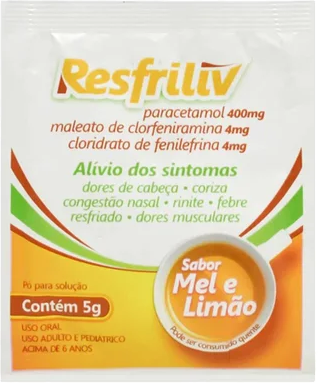 Resfriliv
paracetamol 400mg
maleato de clorfeniramina 4mg
cloridrato de fenilefrina 4mg
Alívio dos sintomas
dores de cabeça • coriza
congestão nasal • rinite • febre
resfriado • dores musculares
Sabor
Mel e
Limão
Pode ser consumido quente
Pó para solução
Contém 5g
USO ORAL
USO ADULTO E PEDIÁTRICO
ACIMA DE 6 ANOS